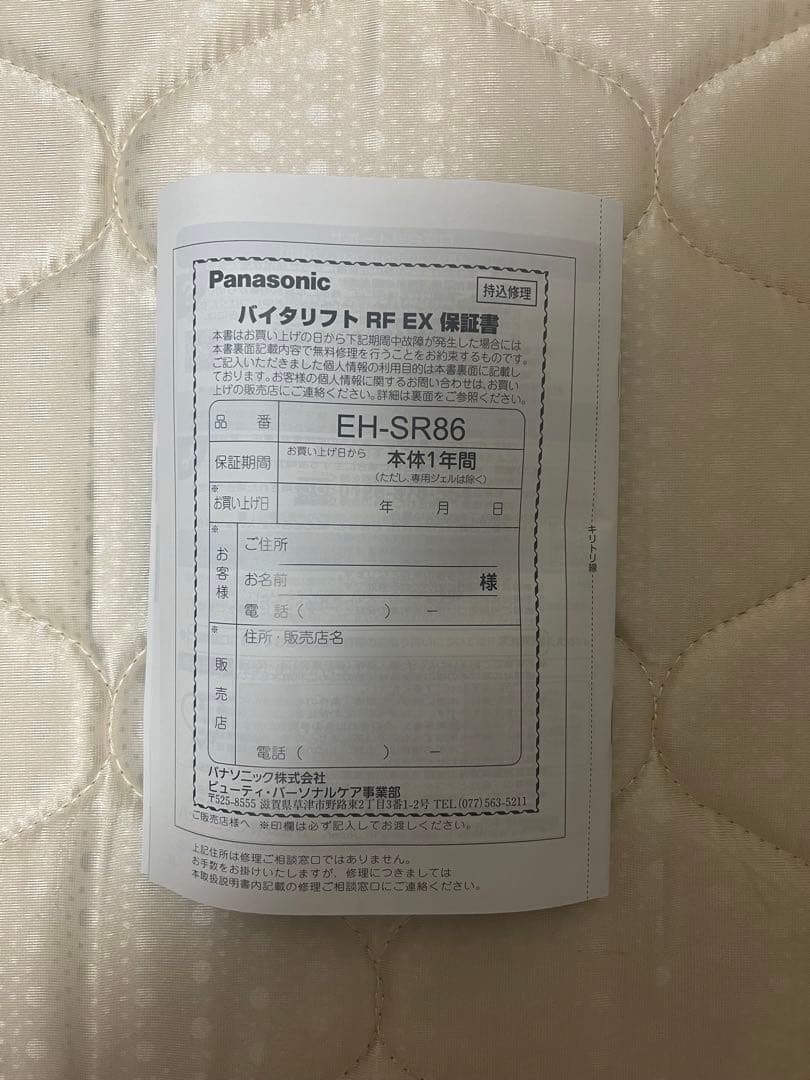 Panasonic
持込修理
バイタリフト RF EX 保証書
本書はお買い上げの日から下記期間中故障が発生した場合には
本書裏面記載内容で無料修理を行うことをお約束するものです。
ご記入いただきました個人情報の利用目的は本書裏面に記載し
ております。お客様の個人情報に関するお問い合わせは、お買い
上げの販売店にご連絡ください。詳細は裏面をご参照ください。
品 番 EH-SR86
保証期間 お買い上げ日から 本体1年間
(ただし、専用ジェルは除く)
※
お買い上げ日 年 月 日
※
お客様
ご住所
お名前 様
電 話 ( ) −
※
販売店
住所・販売店名
電話 ( ) −
パナソニック株式会社
ビューティ・パーソナルケア事業部
〒525-8555 滋賀県草津市野路東2丁目3番1-2号 TEL (077) 563-5211
ご販売店様へ ※印欄は必ず記入してお渡しください。
上記住所は修理ご相談窓口ではありません。
お手数をお掛けいたしますが、修理につきましては
本取扱説明書内記載の修理ご相談窓口にご連絡ください。
キリトリ線